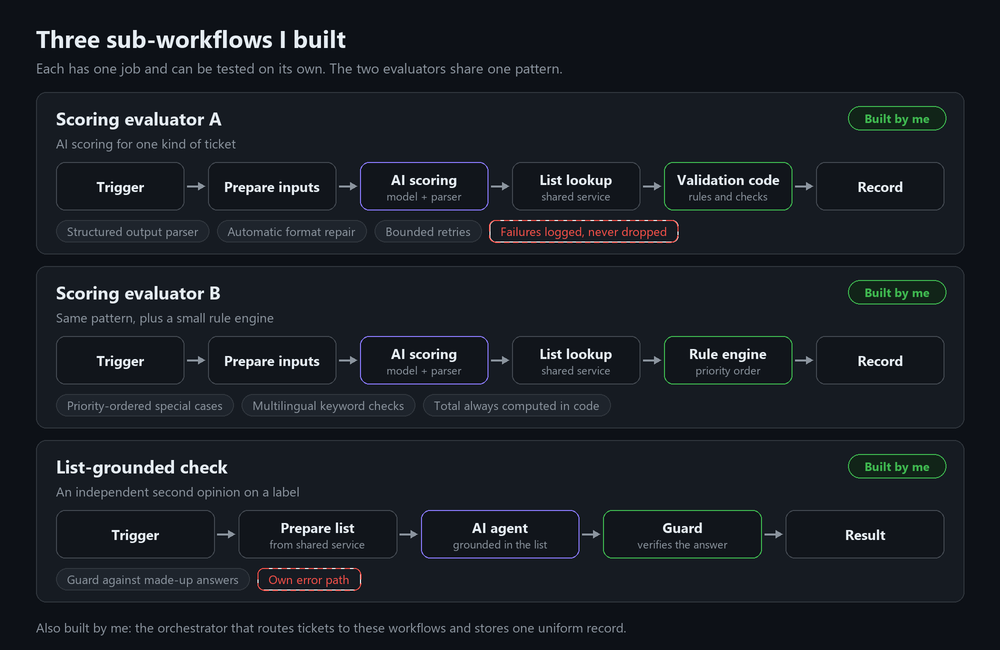 Three sub-workflows I built
Each has one job and can be tested on its own. The two evaluators share one pattern.
Scoring evaluator A
Built by me
AI scoring for one kind of ticket
Trigger
Prepare inputs
AI scoring
model + parser
List lookup
shared service
Validation code
rules and checks
Record
Structured output parser
Automatic format repair
Bounded retries
Failures logged, never dropped
Scoring evaluator B
Built by me
Same pattern, plus a small rule engine
Trigger
Prepare inputs
AI scoring
model + parser
List lookup
shared service
Rule engine
priority order
Record
Priority-ordered special cases
Multilingual keyword checks
Total always computed in code
List-grounded check
Built by me
An independent second opinion on a label
Trigger
Prepare list
from shared service
AI agent
grounded in the list
Guard
verifies the answer
Result
Guard against made-up answers
Own error path
Also built by me: the orchestrator that routes tickets to these workflows and stores one uniform record.